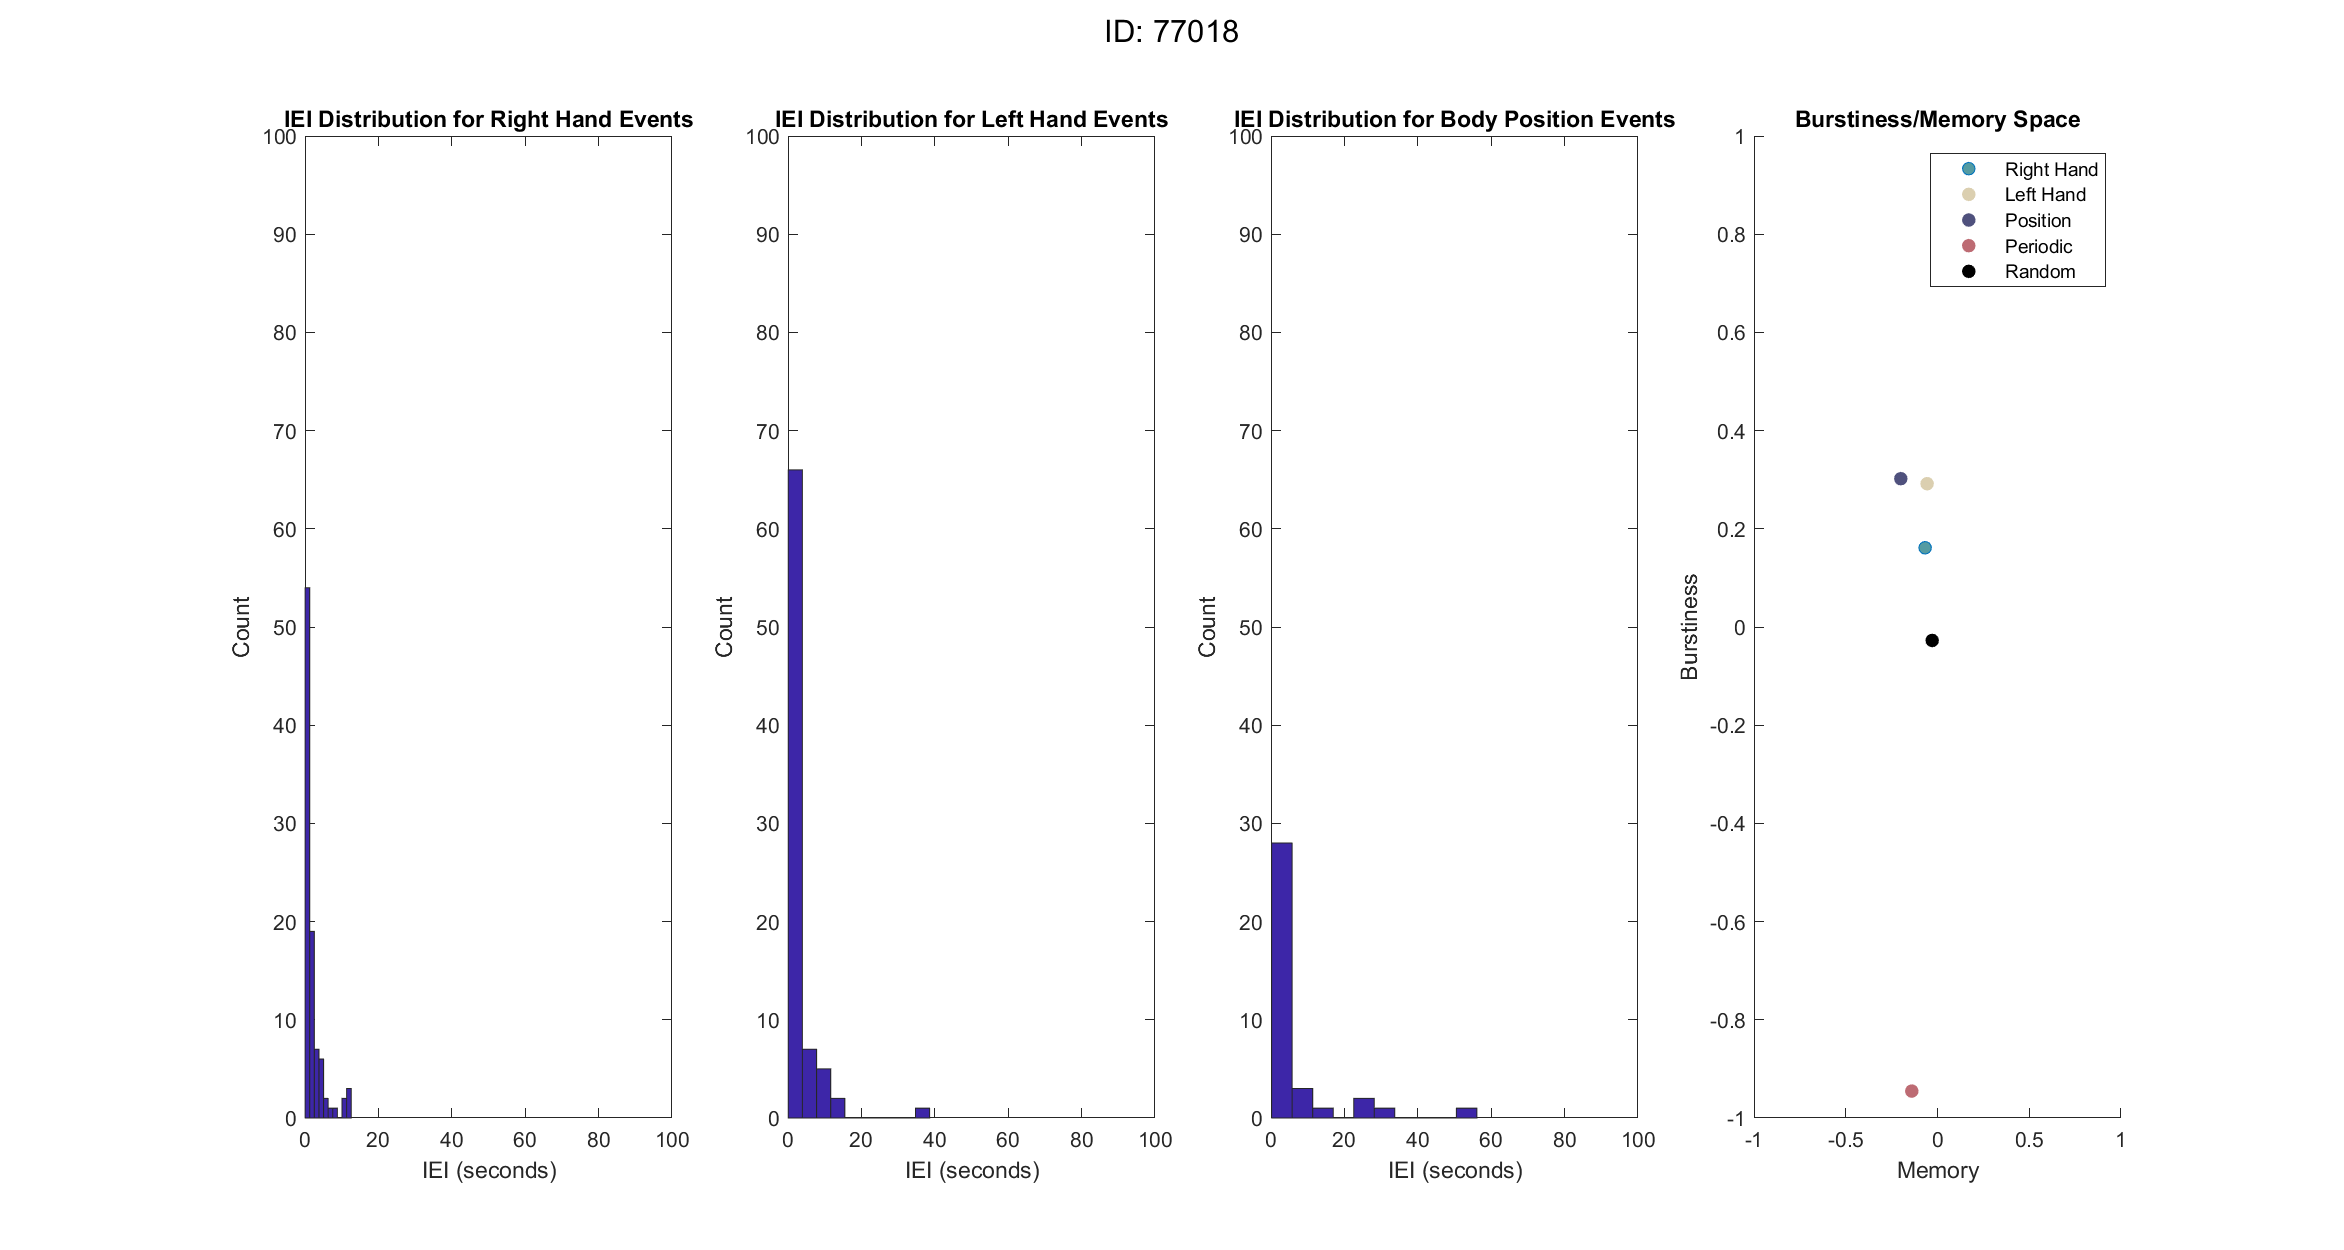 ID: 77018
IEI Distribution for Right Hand Events
100
90
80
70
60
50
40
30
20
10
0
Count
0 20 40 60 80 100
IEI (seconds)
IEI Distribution for Left Hand Events
100
90
80
70
60
50
40
30
20
10
0
Count
0 20 40 60 80 100
IEI (seconds)
IEI Distribution for Body Position Events
100
90
80
70
60
50
40
30
20
10
0
Count
0 20 40 60 80 100
IEI (seconds)
Burstiness/Memory Space
1
0.8
0.6
0.4
0.2
0
-0.2
-0.4
-0.6
-0.8
-1
Burstiness
Right Hand
Left Hand
Position
Periodic
Random
-1 -0.5 0 0.5 1
Memory